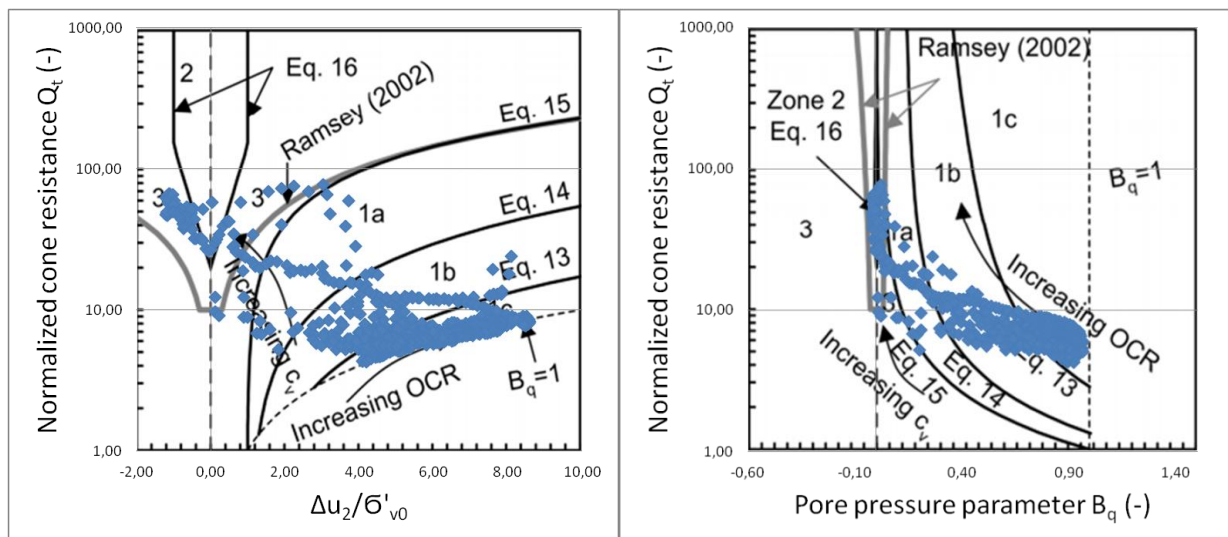 1000,00
100,00
10,00
1,00
Normalized cone resistance Qt (-)
2
Eq. 16
Ramsey (2002)
Eq. 15
3
3
1a
Eq. 14
1b
Eq. 13
Increasing cv
Increasing OCR
Bq=1
-2,00 0,00 2,00 4,00 6,00 8,00 10,00
Δu2/σ'v0
1000,00
100,00
10,00
1,00
Normalized cone resistance Qt (-)
Ramsey (2002)
Zone 2
Eq. 16
1c
1b
Bq=1
3
1a
Increasing OCR
Eq. 13
Eq. 14
Eq. 15
Increasing cv
-0,60 -0,10 0,40 0,90 1,40
Pore pressure parameter Bq (-)